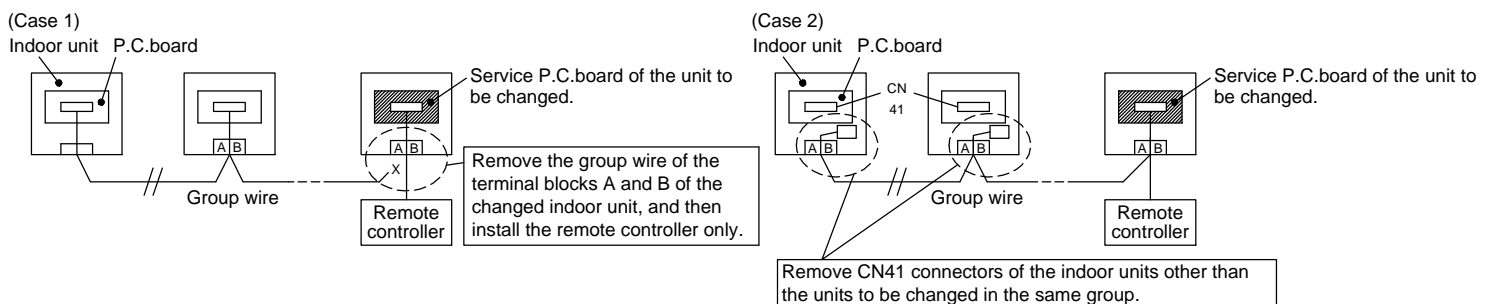 (Case 1)
Indoor unit P.C.board
Service P.C.board of the unit to
be changed.
A B
A B
X
Group wire
Remote
controller
Remove the group wire of the
terminal blocks A and B of the
changed indoor unit, and then
install the remote controller only.
(Case 2)
Indoor unit P.C.board
CN
41
Service P.C.board of the unit to
be changed.
A B
A B
A B
Group wire
Remote
controller
Remove CN41 connectors of the indoor units other than
the units to be changed in the same group.